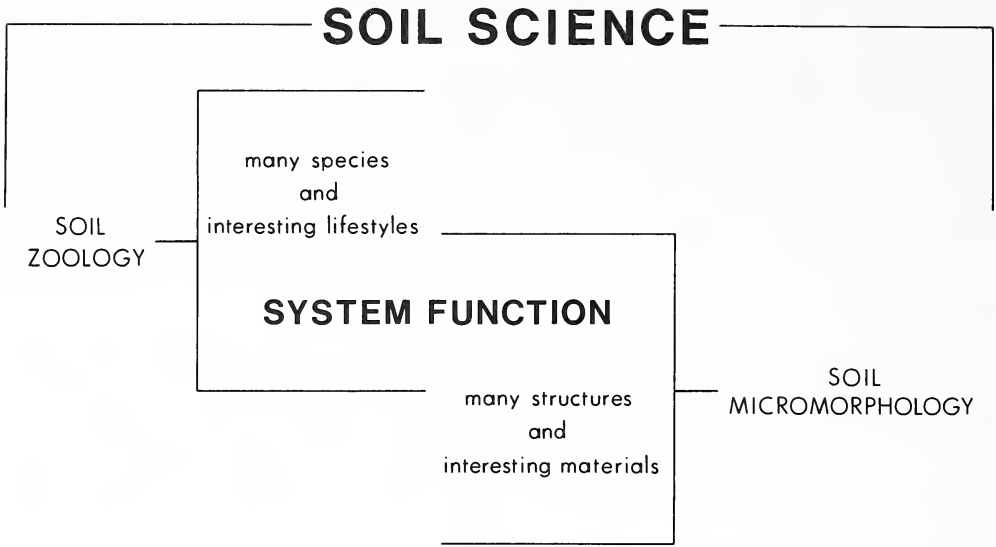 SOIL SCIENCE
many species
and
interesting lifestyles
SOIL
ZOOLOGY
SYSTEM FUNCTION
many structures
and
interesting materials
SOIL
MICROMORPHOLOGY